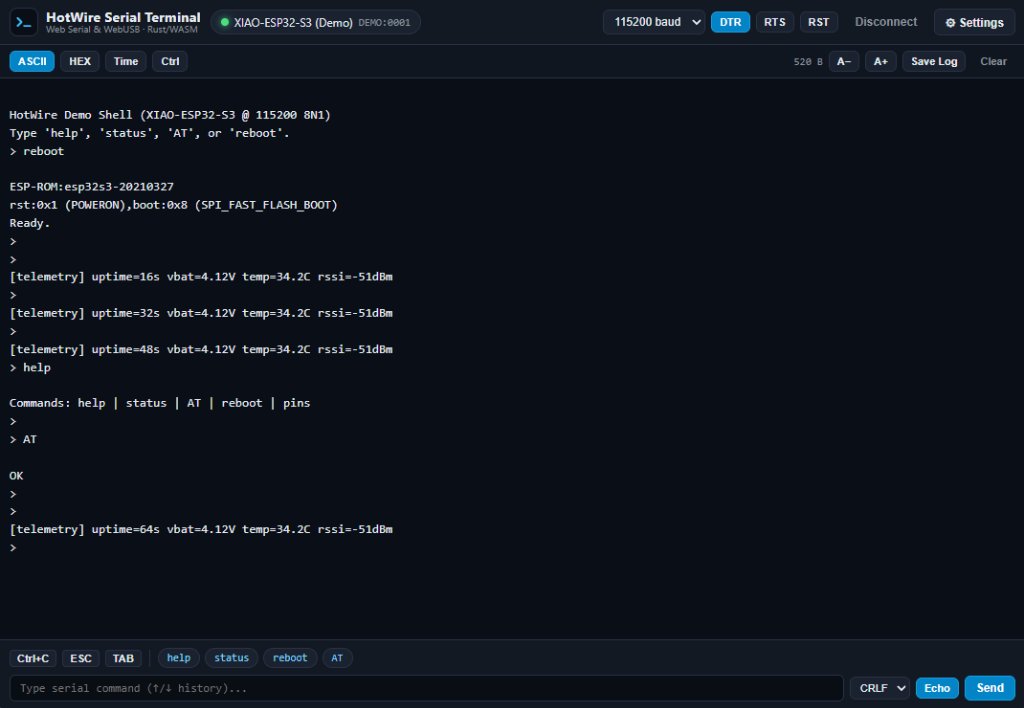 HotWire Serial Terminal
Web Serial & WebUSB · Rust/WASM
XIAO-ESP32-S3 (Demo) DEMO:0001
115200 baud DTR RTS RST Disconnect ⚙ Settings
ASCII HEX Time Ctrl 520 B A− A+ Save Log Clear
HotWire Demo Shell (XIAO-ESP32-S3 @ 115200 8N1)
Type 'help', 'status', 'AT', or 'reboot'.
> reboot
ESP-ROM:esp32s3-20210327
rst:0x1 (POWERON),boot:0x8 (SPI_FAST_FLASH_BOOT)
Ready.
>
>
[telemetry] uptime=16s vbat=4.12V temp=34.2C rssi=-51dBm
>
[telemetry] uptime=32s vbat=4.12V temp=34.2C rssi=-51dBm
>
[telemetry] uptime=48s vbat=4.12V temp=34.2C rssi=-51dBm
> help
Commands: help | status | AT | reboot | pins
>
> AT
OK
>
>
[telemetry] uptime=64s vbat=4.12V temp=34.2C rssi=-51dBm
>
Ctrl+C ESC TAB help status reboot AT
Type serial command (↑/↓ history)... CRLF Echo Send